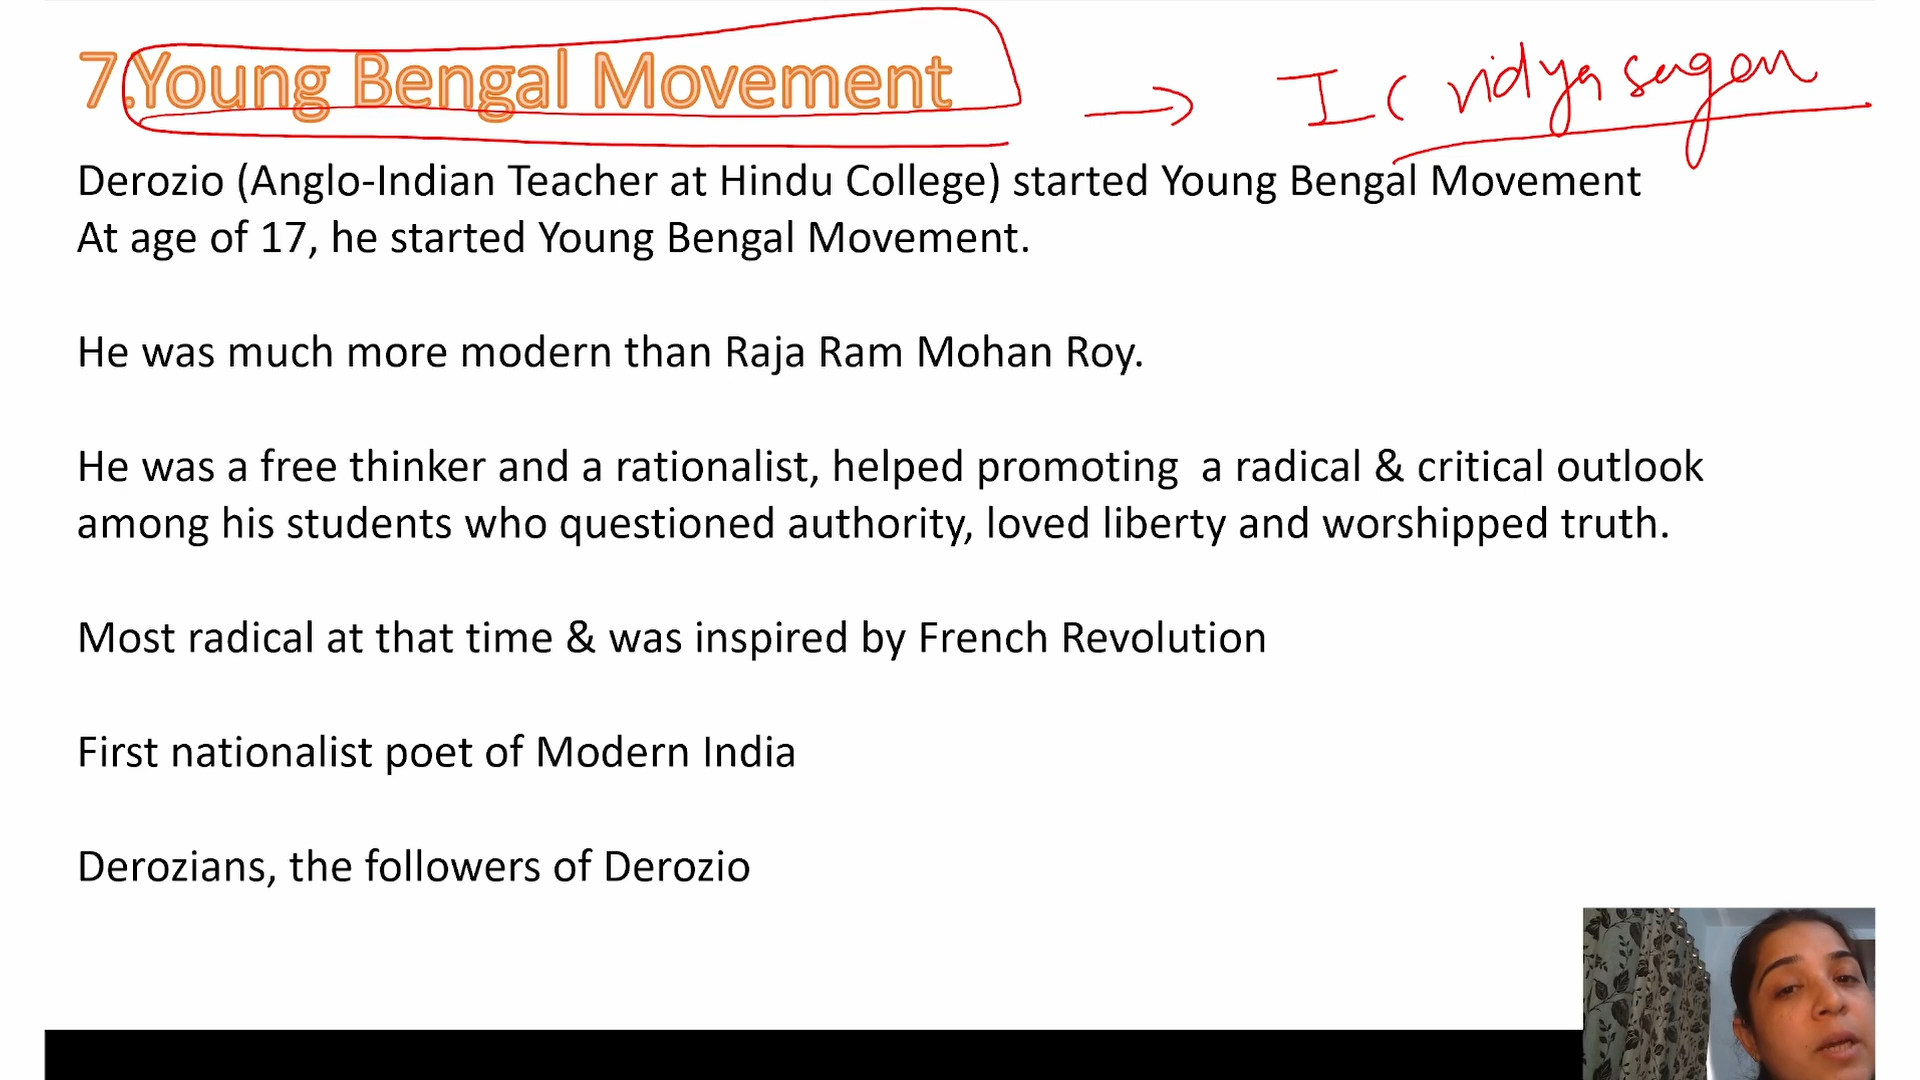 7.Young Bengal Movement → I C vidya sagar
Derozio (Anglo-Indian Teacher at Hindu College) started Young Bengal Movement
At age of 17, he started Young Bengal Movement.
He was much more modern than Raja Ram Mohan Roy.
He was a free thinker and a rationalist, helped promoting a radical & critical outlook
among his students who questioned authority, loved liberty and worshipped truth.
Most radical at that time & was inspired by French Revolution
First nationalist poet of Modern India
Derozians, the followers of Derozio